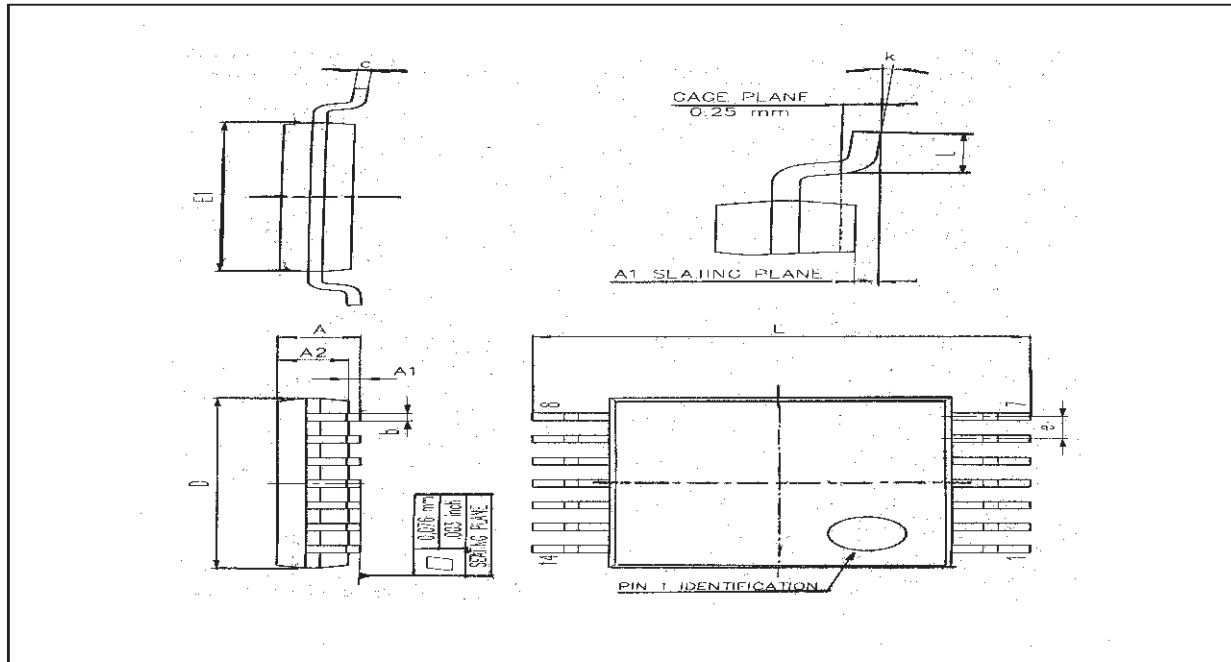 c
k
GAGE PLANE
0.25 mm
E1
L
A1 SEATING PLANE
A
A2
A1
b
D
0.076 mm
.003 inch
SEATING PLANE
E
8
7
e
14
1
PIN 1 IDENTIFICATION